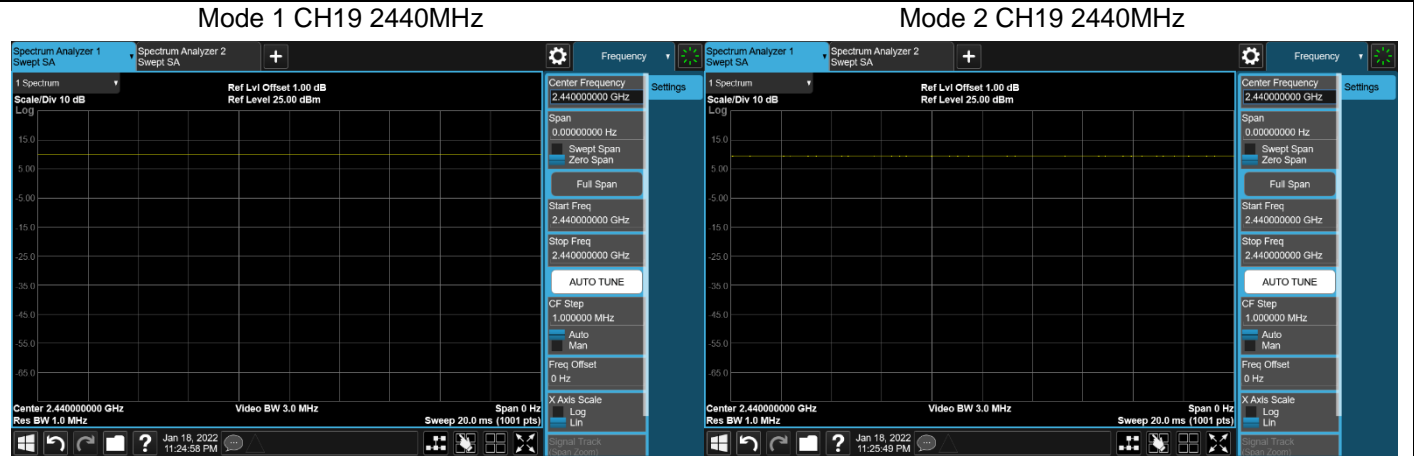 Mode 1 CH19 2440MHz
Spectrum Analyzer 1
Swept SA
Spectrum Analyzer 2
Swept SA
Frequency
1 Spectrum
Scale/Div 10 dB
Log
Ref Lvl Offset 1.00 dB
Ref Level 25.00 dBm
15.0
5.00
-5.00
-15.0
-25.0
-35.0
-45.0
-55.0
-65.0
Center 2.440000000 GHz
Res BW 1.0 MHz
Video BW 3.0 MHz
Span 0 Hz
Sweep 20.0 ms (1001 pts)
Center Frequency
2.440000000 GHz
Settings
Span
0.00000000 Hz
Swept Span
Zero Span
Full Span
Start Freq
2.440000000 GHz
Stop Freq
2.440000000 GHz
AUTO TUNE
CF Step
1.000000 MHz
Auto
Man
Freq Offset
0 Hz
X Axis Scale
Log
Lin
Signal Track
(Span Zoom)
?
Jan 18, 2022
11:24:58 PM
Mode 2 CH19 2440MHz
Spectrum Analyzer 1
Swept SA
Spectrum Analyzer 2
Swept SA
Frequency
1 Spectrum
Scale/Div 10 dB
Log
Ref Lvl Offset 1.00 dB
Ref Level 25.00 dBm
15.0
5.00
-5.00
-15.0
-25.0
-35.0
-45.0
-55.0
-65.0
Center 2.440000000 GHz
Res BW 1.0 MHz
Video BW 3.0 MHz
Span 0 Hz
Sweep 20.0 ms (1001 pts)
Center Frequency
2.440000000 GHz
Settings
Span
0.00000000 Hz
Swept Span
Zero Span
Full Span
Start Freq
2.440000000 GHz
Stop Freq
2.440000000 GHz
AUTO TUNE
CF Step
1.000000 MHz
Auto
Man
Freq Offset
0 Hz
X Axis Scale
Log
Lin
Signal Track
(Span Zoom)
?
Jan 18, 2022
11:25:49 PM